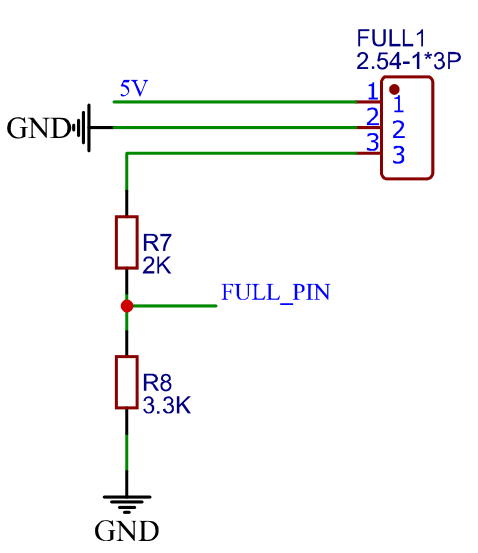 FULL1
2.54-1*3P
5V
1
1
GND
2
2
3
3
R7
2K
FULL_PIN
R8
3.3K
GND